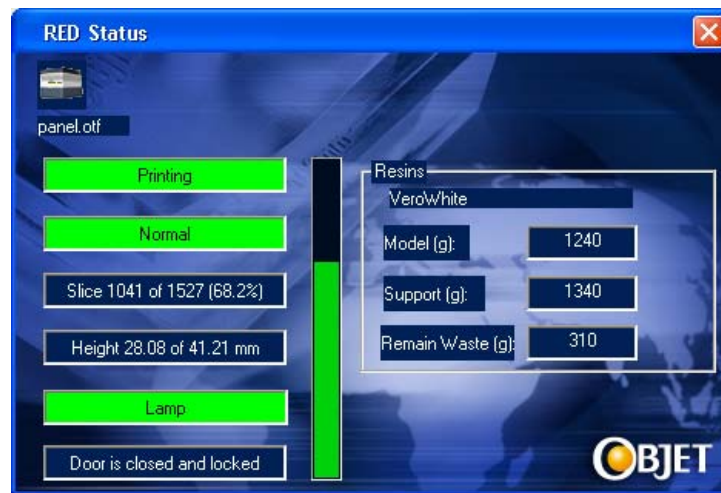 RED Status
panel.otf
Printing
Normal
Slice 1041 of 1527 (68.2%)
Height 28.08 of 41.21 mm
Lamp
Door is closed and locked
Resins
VeroWhite
Model (g): 1240
Support (g): 1340
Remain Waste (g): 310
OBJET